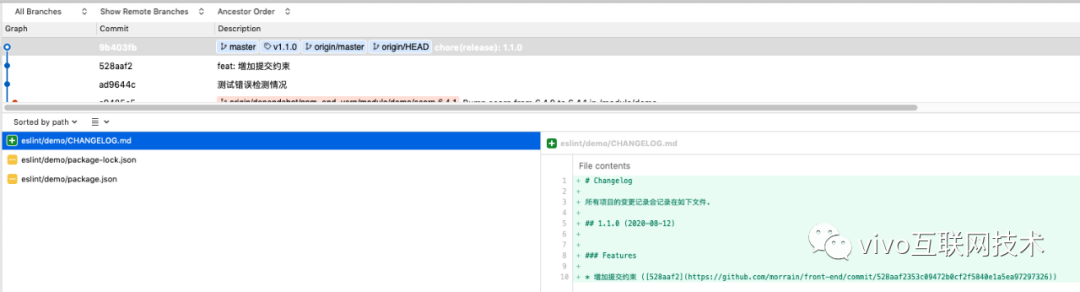 All Branches Show Remote Branches Ancestor Order
Graph Commit Description
9b403fb master v1.1.0 origin/master origin/HEAD chore(release): 1.1.0
528aaf2 feat: 增加提交约束
ad9644c 测试错误检测情况
Sorted by path
eslint/demo/CHANGELOG.md
eslint/demo/package-lock.json
eslint/demo/package.json
eslint/demo/CHANGELOG.md
File contents
1 + # Changelog
2 +
3 + 所有项目的变更记录会记录在如下文件.
4 +
5 + ## 1.1.0 (2020-08-12)
6 +
7 +
8 + ### Features
9 +
10 + * 增加提交约束 ([528aaf2](https://github.com/morrain/front-end/commit/528aaf2353c09472b0cf2f5840e1a5ea97297326))
vivo互联网技术